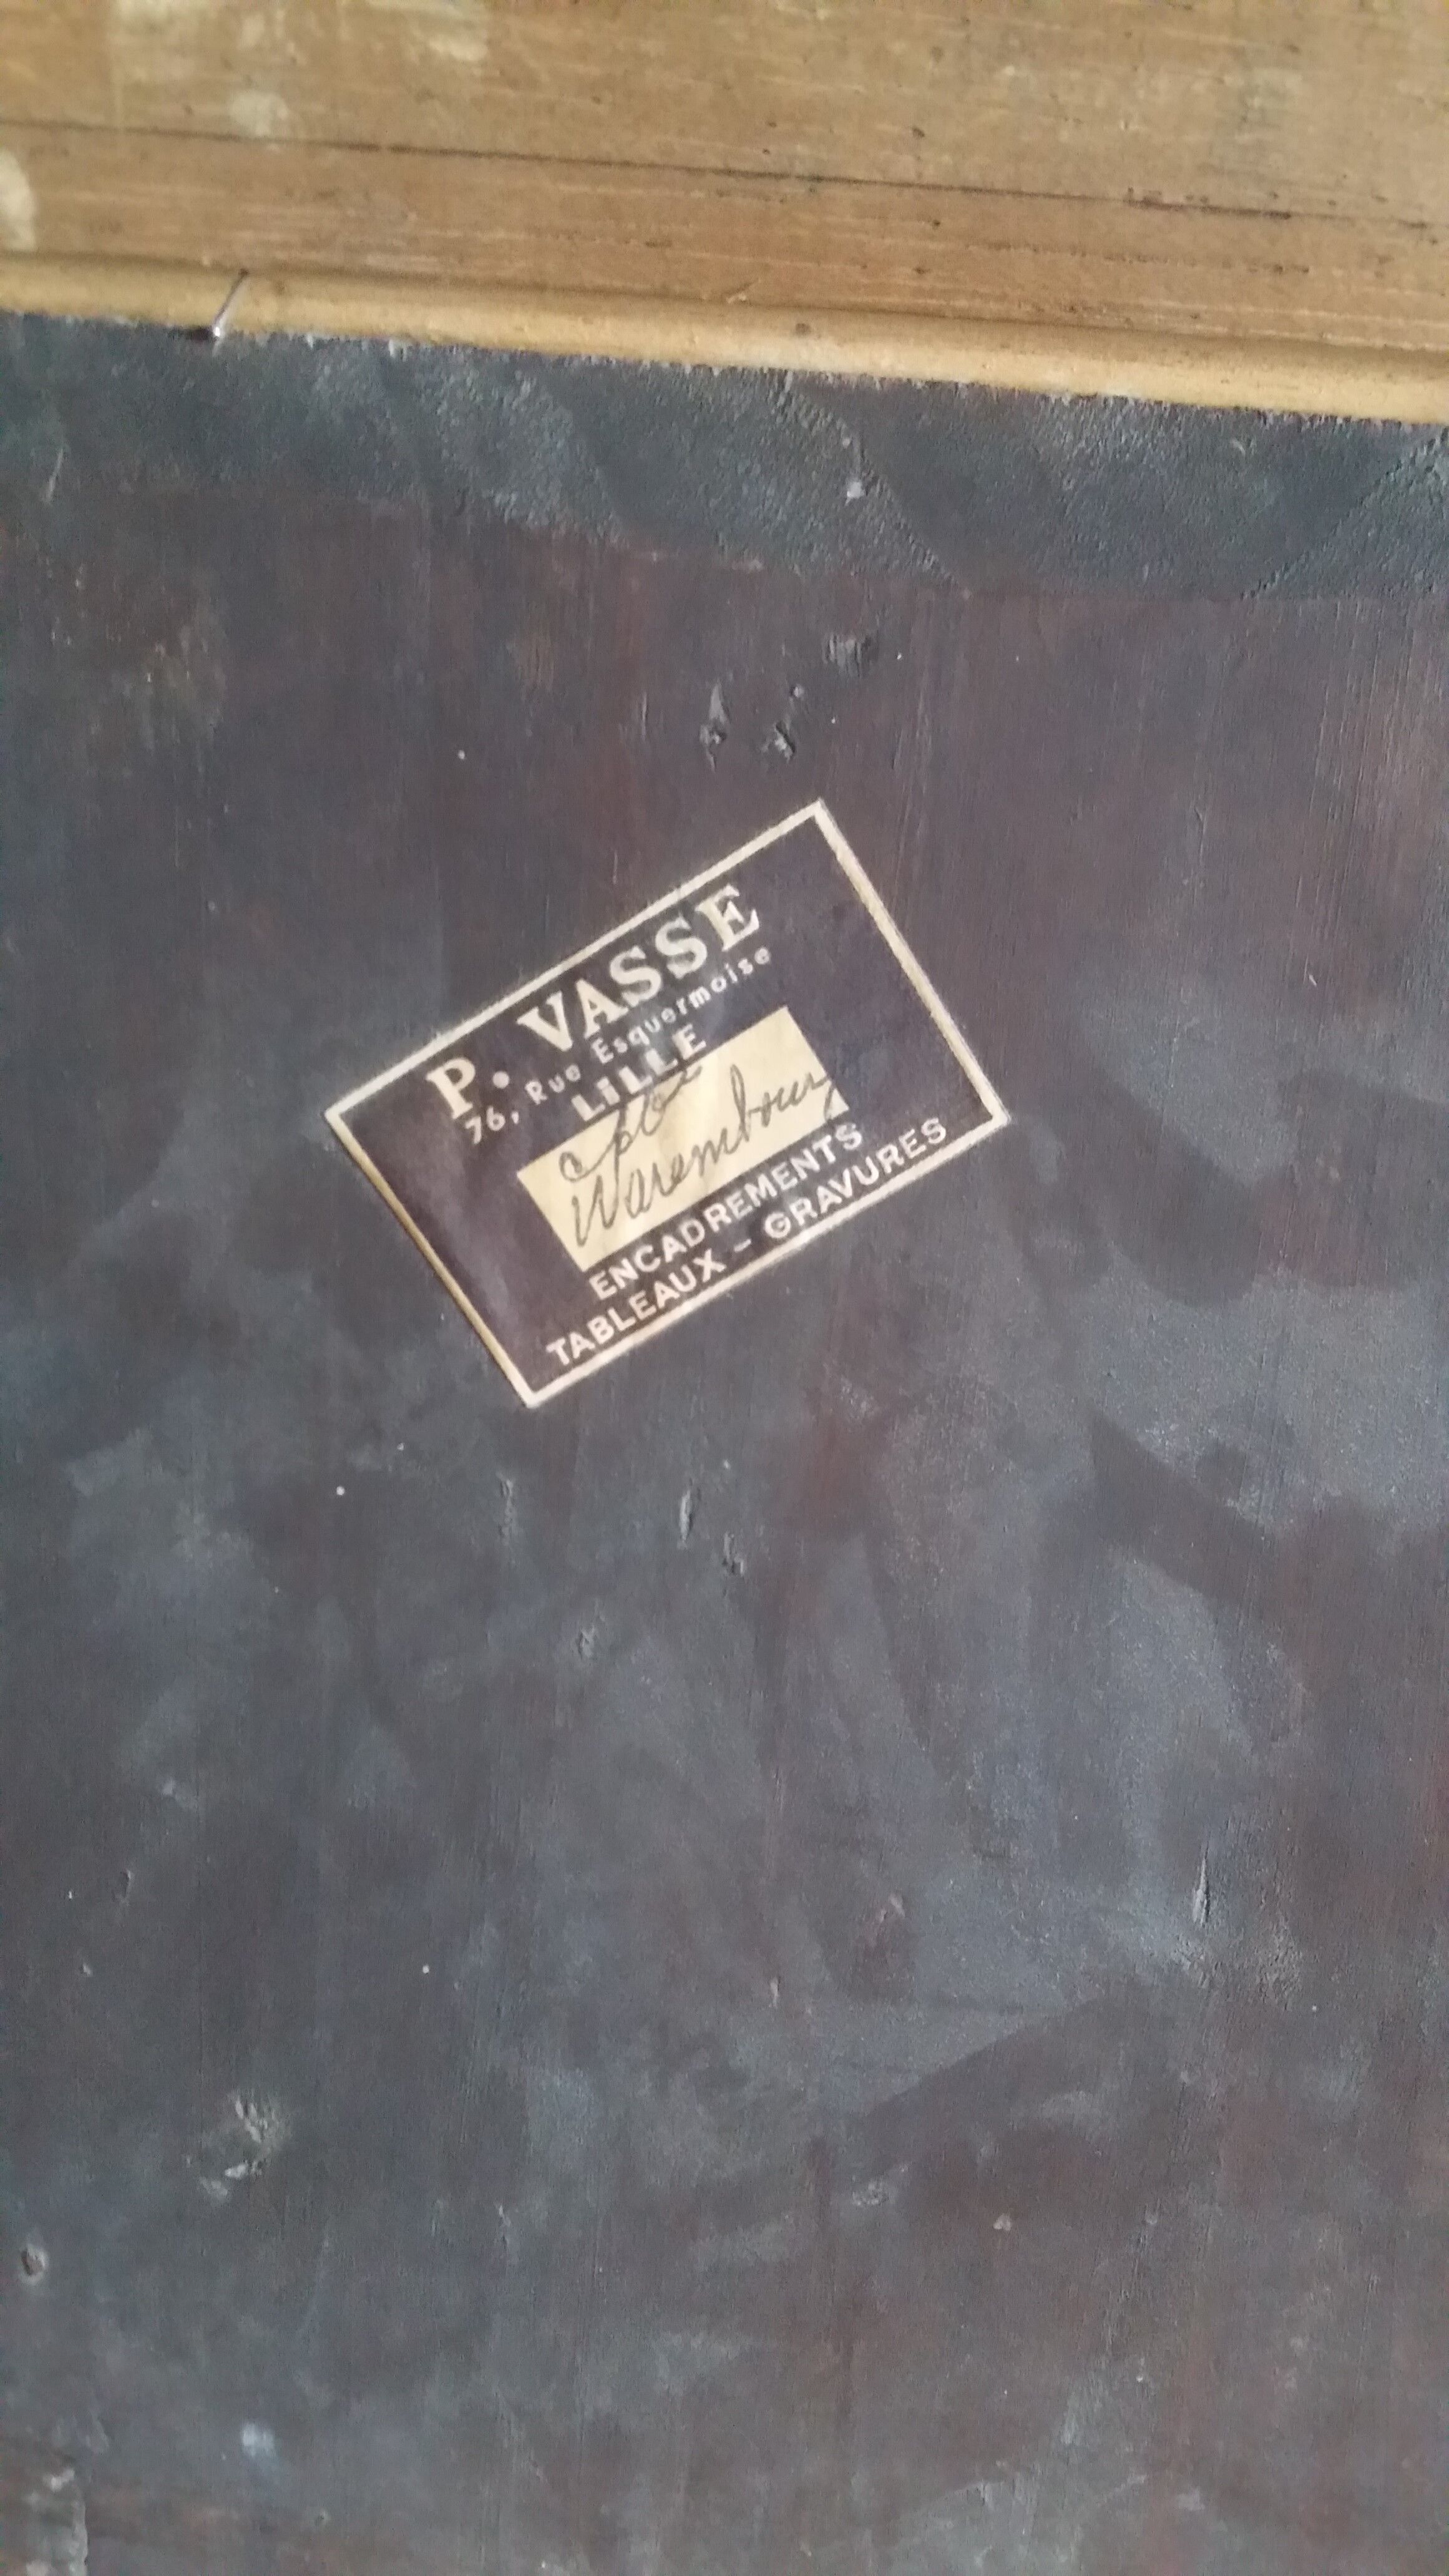 P. VASSE
76, Rue Esquermoise
LILLE
Warembourg
ENCADREMENTS
TABLEAUX - GRAVURES